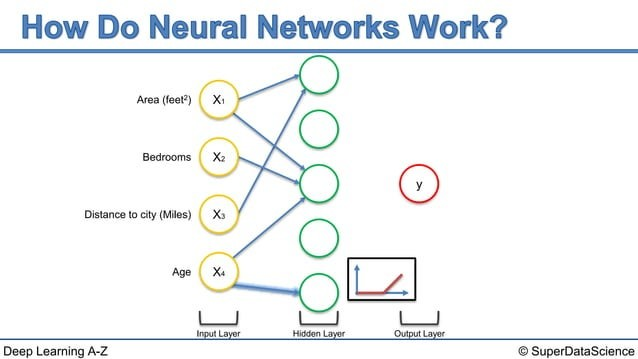 How Do Neural Networks Work?
Area (feet²)
X₁
Bedrooms
X₂
y
Distance to city (Miles)
X₃
Age
X₄
Input Layer
Hidden Layer
Output Layer
Deep Learning A-Z
© SuperDataScience